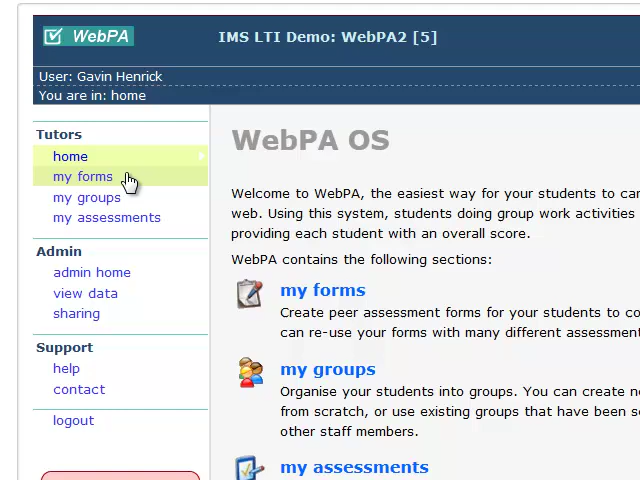 WebPA
IMS LTI Demo: WebPA2 [5]
User: Gavin Henrick
You are in: home
Tutors
home
my forms
my groups
my assessments
Admin
admin home
view data
sharing
Support
help
contact
logout
WebPA OS
Welcome to WebPA, the easiest way for your students to
web. Using this system, students doing group work activities
providing each student with an overall score.
WebPA contains the following sections:
my forms
Create peer assessment forms for your students to
can re-use your forms with many different
my groups
Organise your students into groups. You can create
from scratch, or use existing groups that have been
other staff members.
my assessments